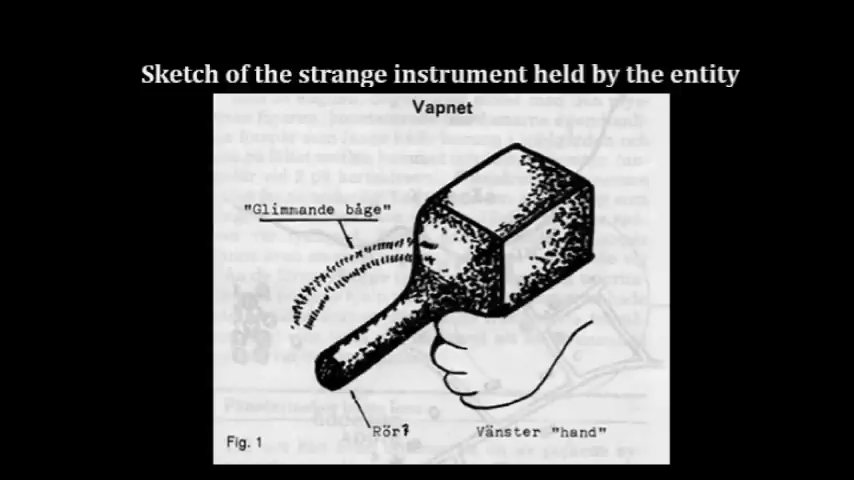 Sketch of the strange instrument held by the entity
Vapnet
"Glimmande båge"
Rör?
Vänster "hand"
Fig. 1